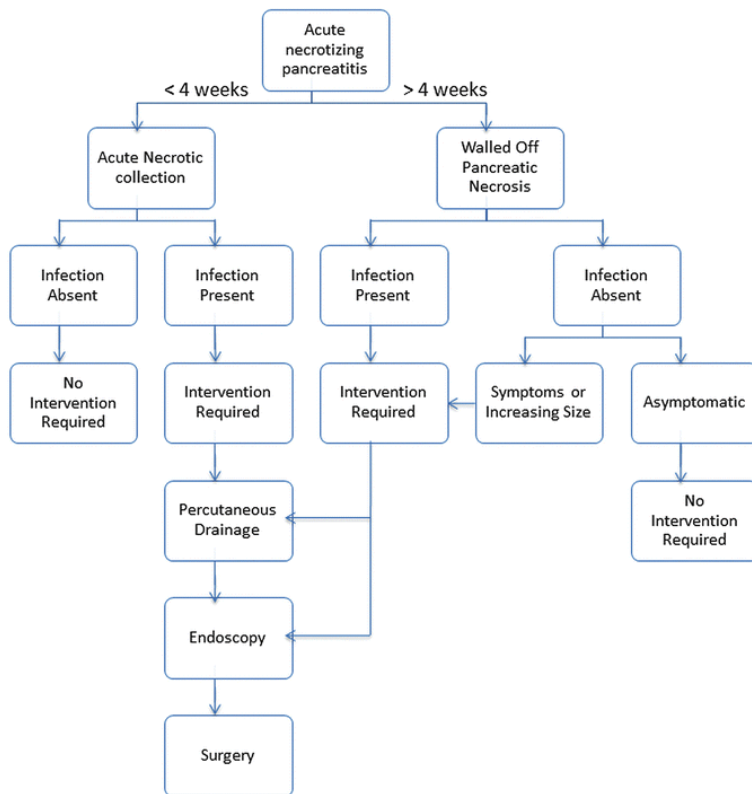 Acute
necrotizing
pancreatitis
< 4 weeks
> 4 weeks
Acute Necrotic
collection
Walled Off
Pancreatic
Necrosis
Infection
Absent
Infection
Present
Infection
Present
Infection
Absent
No
Intervention
Required
Intervention
Required
Intervention
Required
Symptoms or
Increasing Size
Asymptomatic
Percutaneous
Drainage
No
Intervention
Required
Endoscopy
Surgery